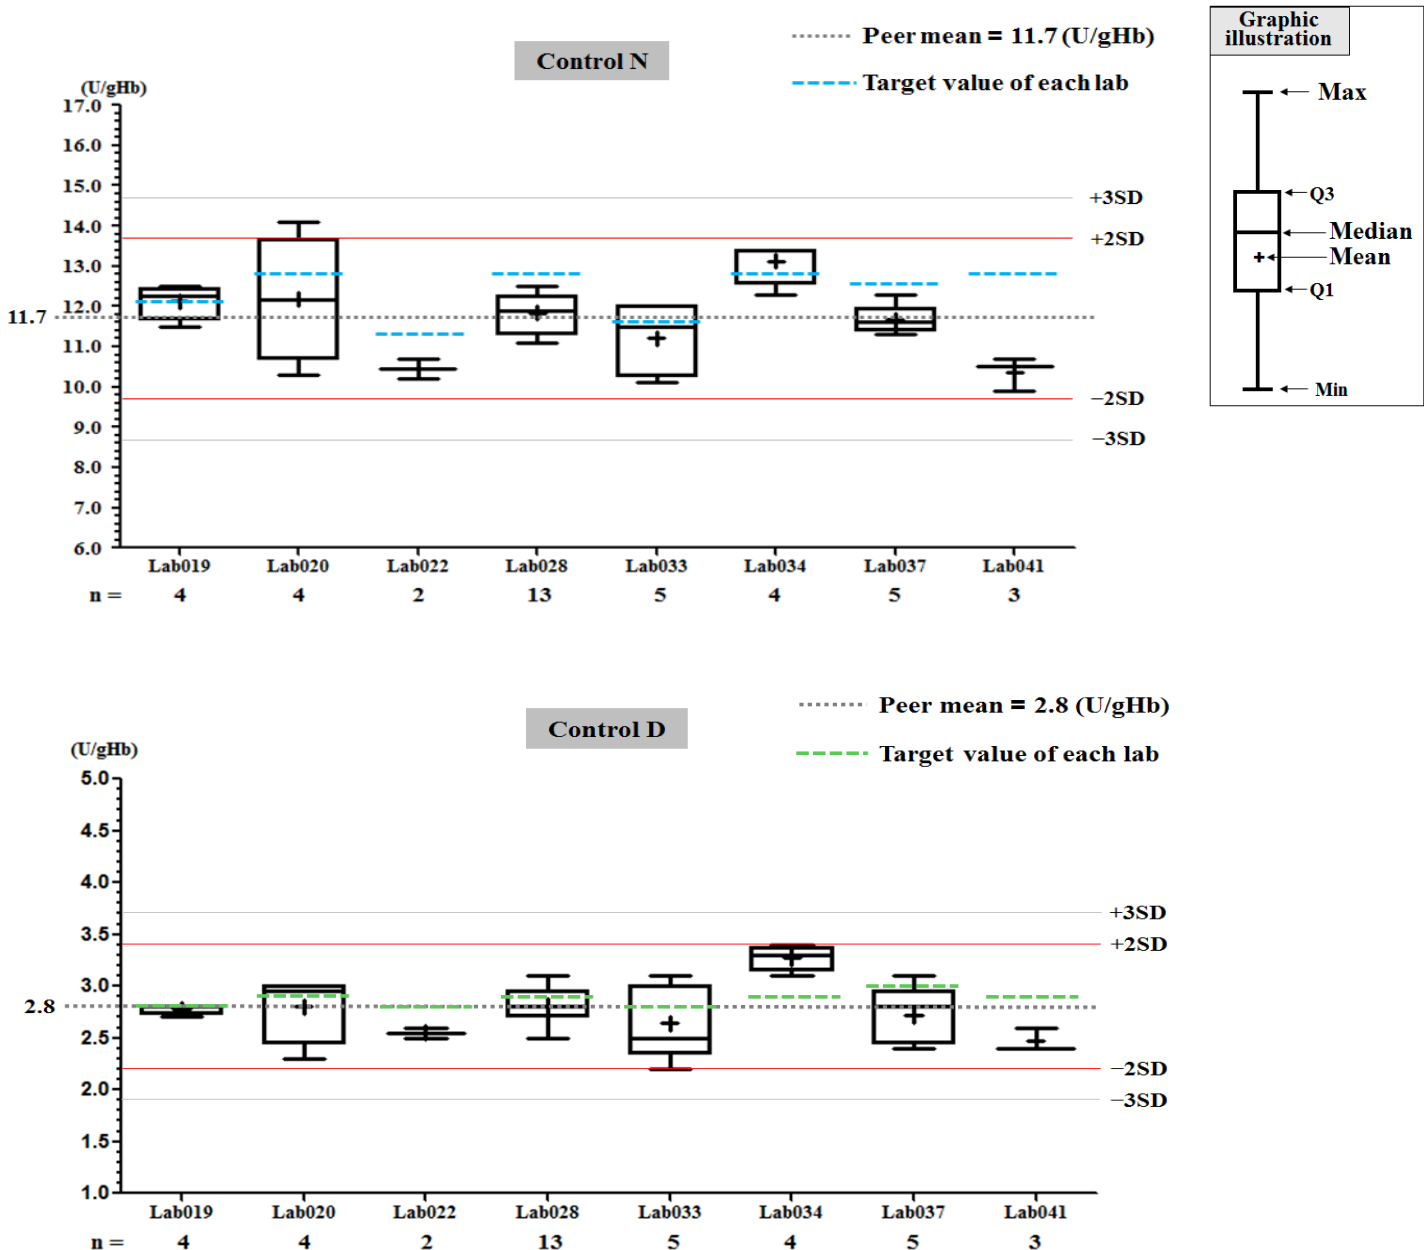 Peer mean = 11.7 (U/gHb)
Target value of each lab
Control N
Graphic
illustration
Max
Q3
Median
Mean
Q1
Min
(U/gHb)
17.0
16.0
15.0
14.0
13.0
12.0
11.0
10.0
9.0
8.0
7.0
6.0
11.7
+3SD
+2SD
−2SD
−3SD
Lab019 Lab020 Lab022 Lab028 Lab033 Lab034 Lab037 Lab041
n = 4 4 2 13 5 4 5 3
Peer mean = 2.8 (U/gHb)
Target value of each lab
Control D
(U/gHb)
5.0
4.5
4.0
3.5
3.0
2.5
2.0
1.5
1.0
2.8
+3SD
+2SD
−2SD
−3SD
Lab019 Lab020 Lab022 Lab028 Lab033 Lab034 Lab037 Lab041
n = 4 4 2 13 5 4 5 3